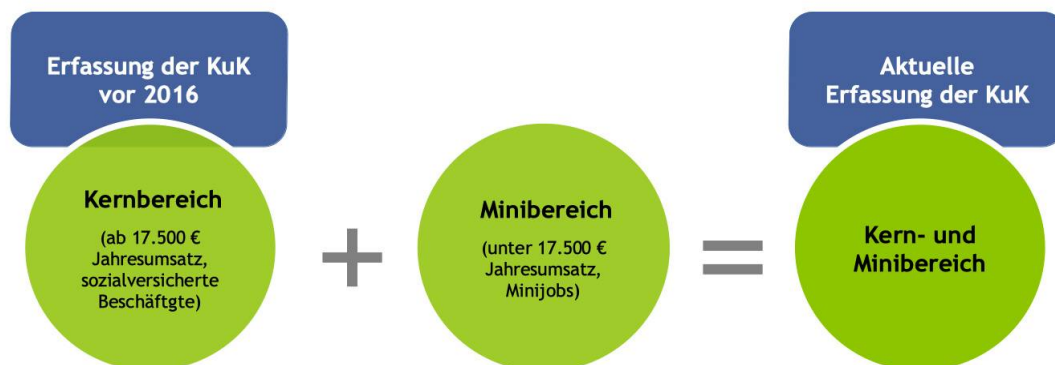 Erfassung der KuK
vor 2016
Kernbereich
(ab 17.500 €
Jahresumsatz,
sozialversicherte
Beschäftgte)
+
Minibereich
(unter 17.500 €
Jahresumsatz,
Minijobs)
=
Aktuelle
Erfassung der KuK
Kern- und
Minibereich